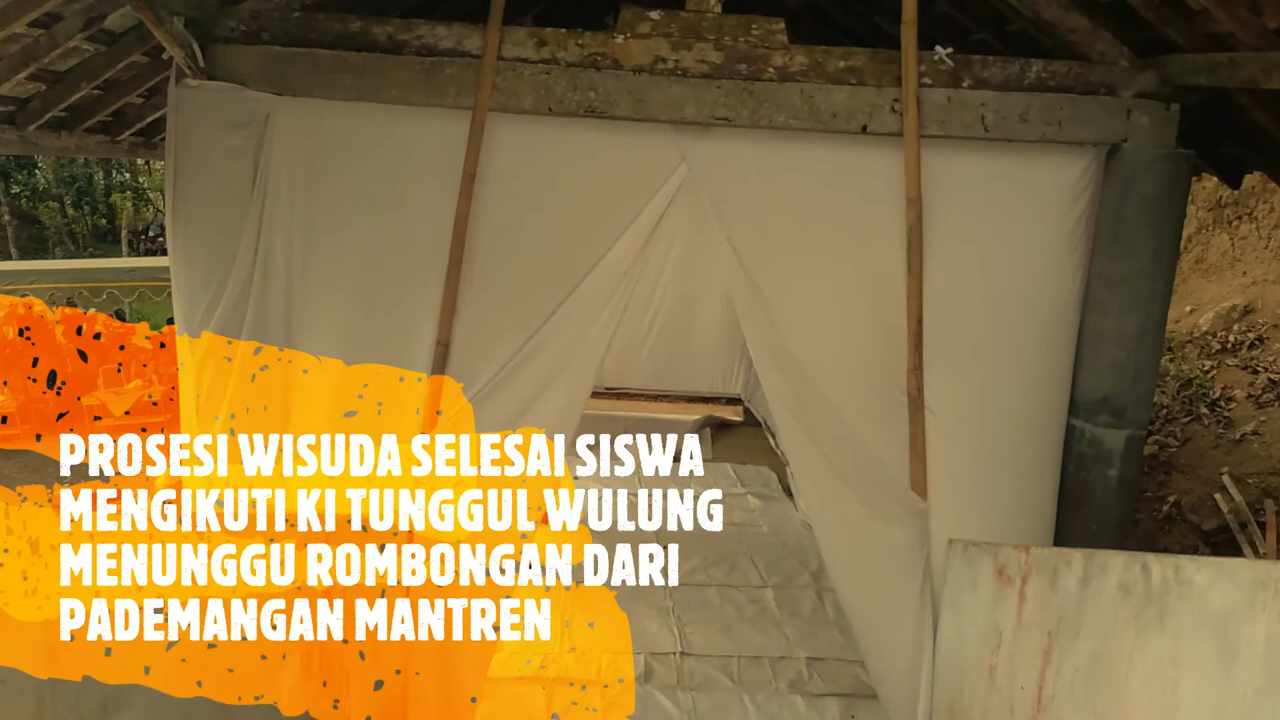 PROSESI WISUDA SELESAI SISWA
MENGIKUTI KI TUNGGUL WULUNG
MENUNGGU ROMBONGAN DARI
PADEMANGAN MANTREN